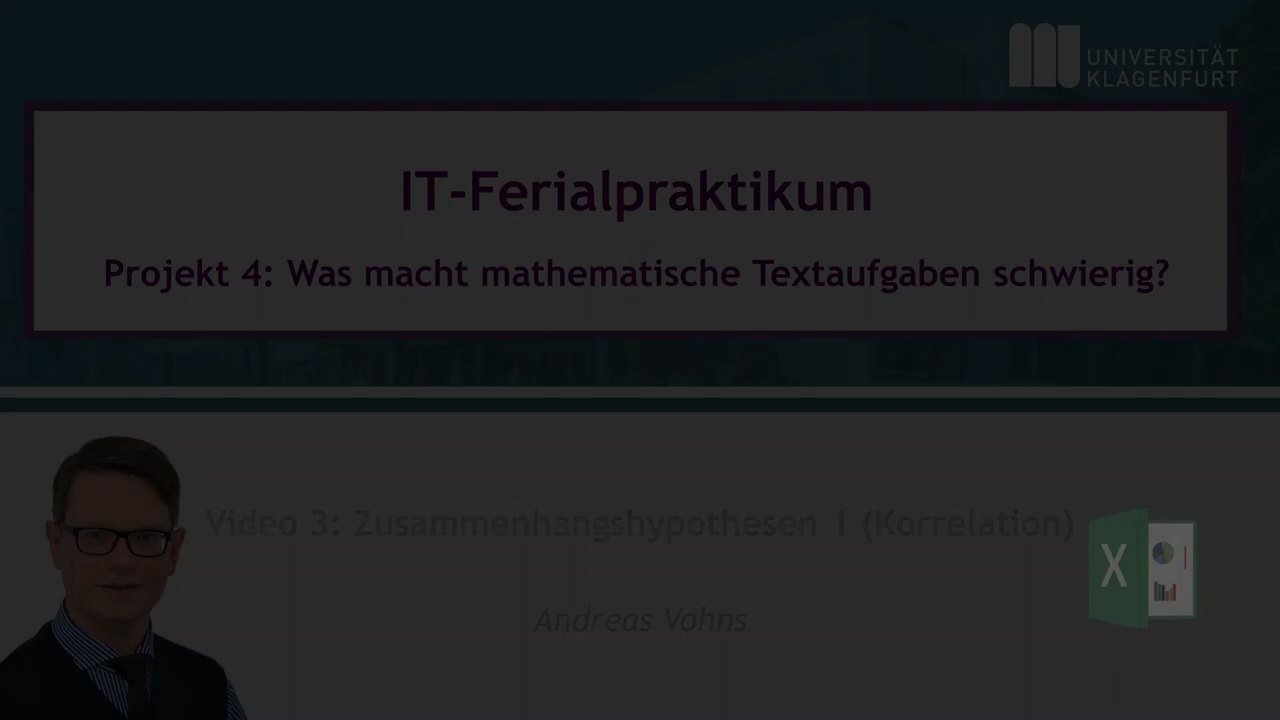 UNIVERSITÄT
KLAGENFURT
IT-Ferialpraktikum
Projekt 4: Was macht mathematische Textaufgaben schwierig?
Video 3: Zusammenhangshypothesen 1 (Korrelation)
X
Andreas Vohns